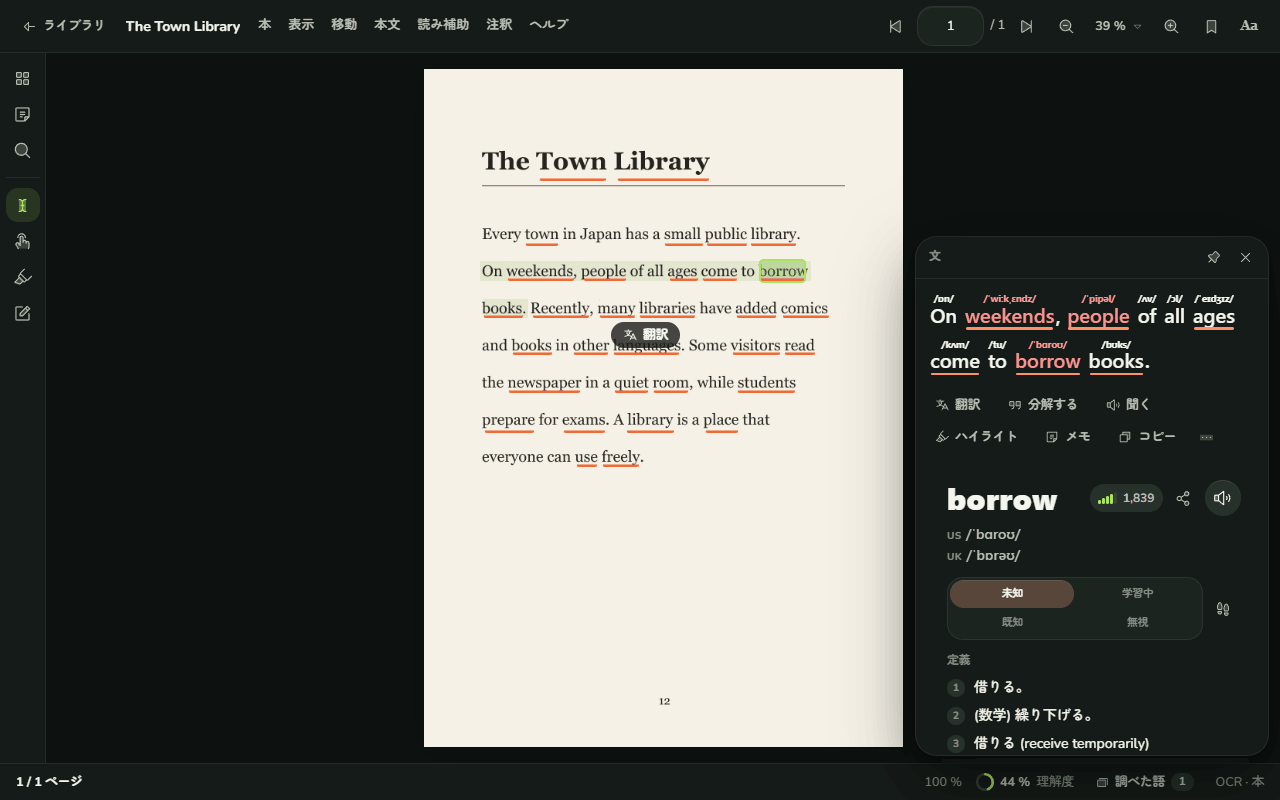 ライブラリ The Town Library 本 表示 移動 本文 読み補助 注釈 ヘルプ 1 / 1 39 % Aa
The Town Library
Every town in Japan has a small public library.
On weekends, people of all ages come to borrow
books. Recently, many libraries have added comics
翻訳
and books in other languages. Some visitors read
the newspaper in a quiet room, while students
prepare for exams. A library is a place that
everyone can use freely.
12
文
/ɒn/ /ˈwiːkˌɛndz/ /ˈpipəl/ /ʌv/ /ɔl/ /ˈeɪdʒɪz/
On weekends, people of all ages
/kʌm/ /tu/ /ˈbɑroʊ/ /bʊks/
come to borrow books.
翻訳 分解する 聞く
ハイライト メモ コピー
borrow 1,839
US /ˈbɑroʊ/
UK /ˈbɒrəʊ/
未知 学習中
既知 無視
定義
1 借りる。
2 (数学) 繰り下げる。
3 借りる (receive temporarily)
1 / 1 ページ 100 % 44 % 理解度 調べた語 1 OCR · 本